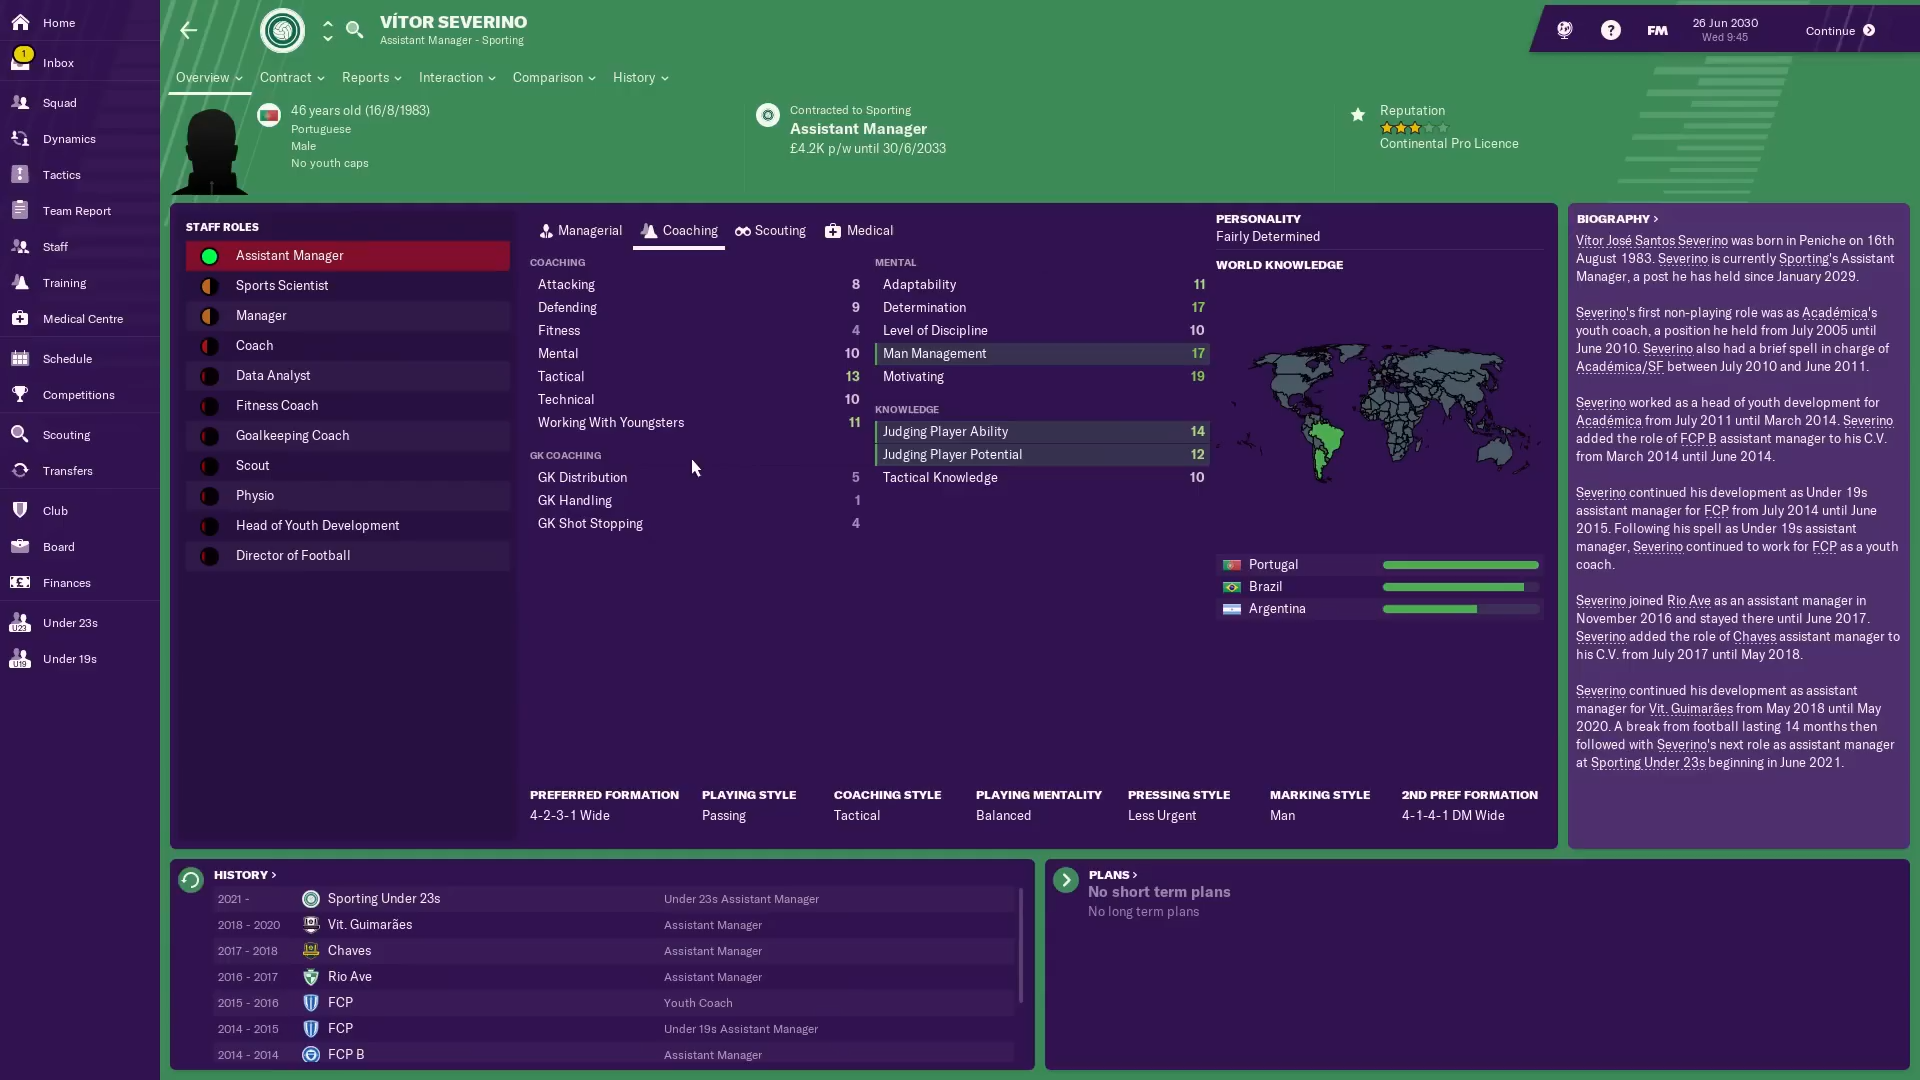 Home
1
Inbox
Squad
Dynamics
Tactics
Team Report
Staff
Training
Medical Centre
Schedule
Competitions
Scouting
Transfers
Club
Board
Finances
U23
Under 23s
U19
Under 19s
VÍTOR SEVERINO
Assistant Manager - Sporting
FM
26 Jun 2030
Wed 9:45
Continue
Overview
Contract
Reports
Interaction
Comparison
History
46 years old (16/8/1983)
Portuguese
Male
No youth caps
Contracted to Sporting
Assistant Manager
£4.2K p/w until 30/6/2033
Reputation
Continental Pro Licence
STAFF ROLES
Assistant Manager
Sports Scientist
Manager
Coach
Data Analyst
Fitness Coach
Goalkeeping Coach
Scout
Physio
Head of Youth Development
Director of Football
Managerial Coaching Scouting Medical
COACHING
Attacking 8
Defending 9
Fitness 4
Mental 10
Tactical 13
Technical 10
Working With Youngsters 11
GK COACHING
GK Distribution 5
GK Handling 1
GK Shot Stopping 4
MENTAL
Adaptability 11
Determination 17
Level of Discipline 10
Man Management 17
Motivating 19
KNOWLEDGE
Judging Player Ability 14
Judging Player Potential 12
Tactical Knowledge 10
PERSONALITY
Fairly Determined
WORLD KNOWLEDGE
Portugal
Brazil
Argentina
PREFERRED FORMATION
4-2-3-1 Wide
PLAYING STYLE
Passing
COACHING STYLE
Tactical
PLAYING MENTALITY
Balanced
PRESSING STYLE
Less Urgent
MARKING STYLE
Man
2ND PREF FORMATION
4-1-4-1 DM Wide
BIOGRAPHY >
Vítor José Santos Severino was born in Peniche on 16th
August 1983. Severino is currently Sporting's Assistant
Manager, a post he has held since January 2029.
Severino's first non-playing role was as Académica's
youth coach, a position he held from July 2005 until
June 2010. Severino also had a brief spell in charge of
Académica/SF between July 2010 and June 2011.
Severino worked as a head of youth development for
Académica from July 2011 until March 2014. Severino
added the role of FCP B assistant manager to his C.V.
from March 2014 until June 2014.
Severino continued his development as Under 19s
assistant manager for FCP from July 2014 until June
2015. Following his spell as Under 19s assistant
manager, Severino continued to work for FCP as a youth
coach.
Severino joined Rio Ave as an assistant manager in
November 2016 and stayed there until June 2017.
Severino added the role of Chaves assistant manager to
his C.V. from July 2017 until May 2018.
Severino continued his development as assistant
manager for Vit. Guimarães from May 2018 until May
2020. A break from football lasting 14 months then
followed with Severino's next role as assistant manager
at Sporting Under 23s beginning in June 2021.
HISTORY >
2021 - Sporting Under 23s Under 23s Assistant Manager
2018 - 2020 Vit. Guimarães Assistant Manager
2017 - 2018 Chaves Assistant Manager
2016 - 2017 Rio Ave Assistant Manager
2015 - 2016 FCP Youth Coach
2014 - 2015 FCP Under 19s Assistant Manager
2014 - 2014 FCP B Assistant Manager
PLANS >
No short term plans
No long term plans